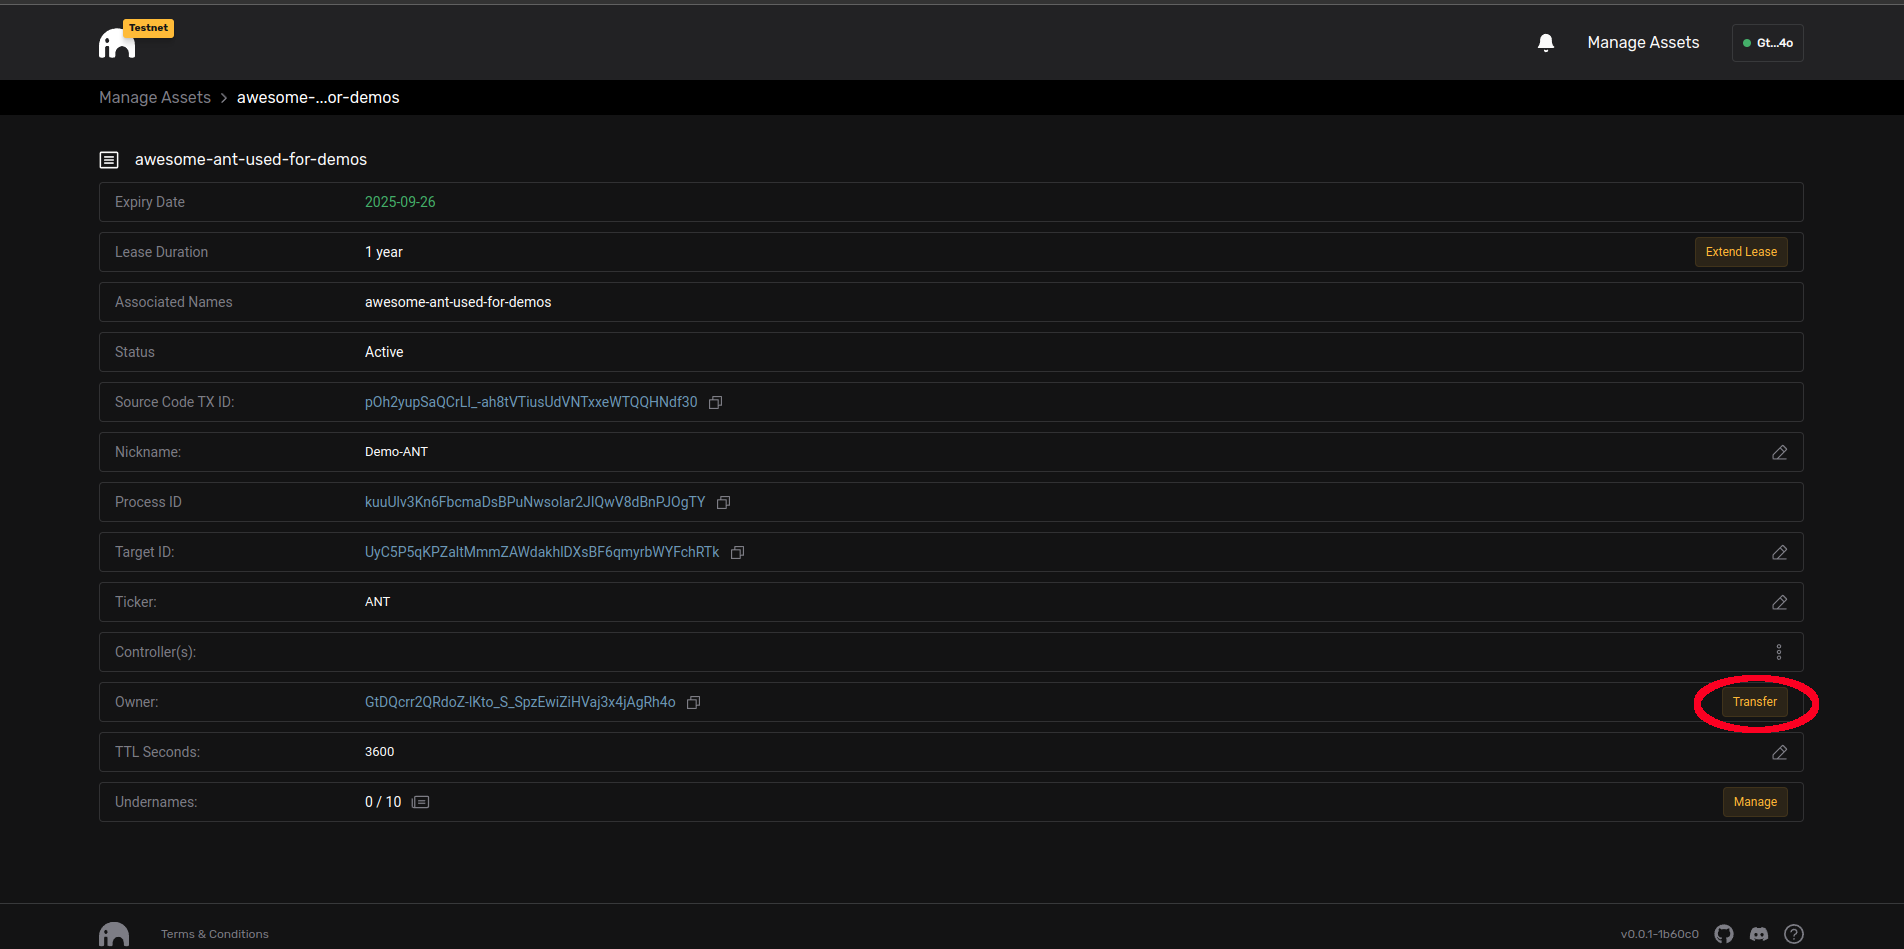 Testnet
Manage Assets
Gt...4o
Manage Assets > awesome-...or-demos
awesome-ant-used-for-demos
Expiry Date 2025-09-26
Lease Duration 1 year Extend Lease
Associated Names awesome-ant-used-for-demos
Status Active
Source Code TX ID: pOh2yupSaQCrLI_-ah8tVTiusUdVNTxxeWTQQHNdf30
Nickname: Demo-ANT
Process ID kuuUlv3Kn6FbcmaDsBPuNwsolar2JIQwV8dBnPJOgTY
Target ID: UyC5P5qKPZaltMmmZAWdakhlDXsBF6qmyrbWYFchRTk
Ticker: ANT
Controller(s):
Owner: GtDQcrr2QRdoZ-lKto_S_SpzEwiZiHVaj3x4jAgRh4o Transfer
TTL Seconds: 3600
Undernames: 0 / 10 Manage
Terms & Conditions v0.0.1-1b60c0